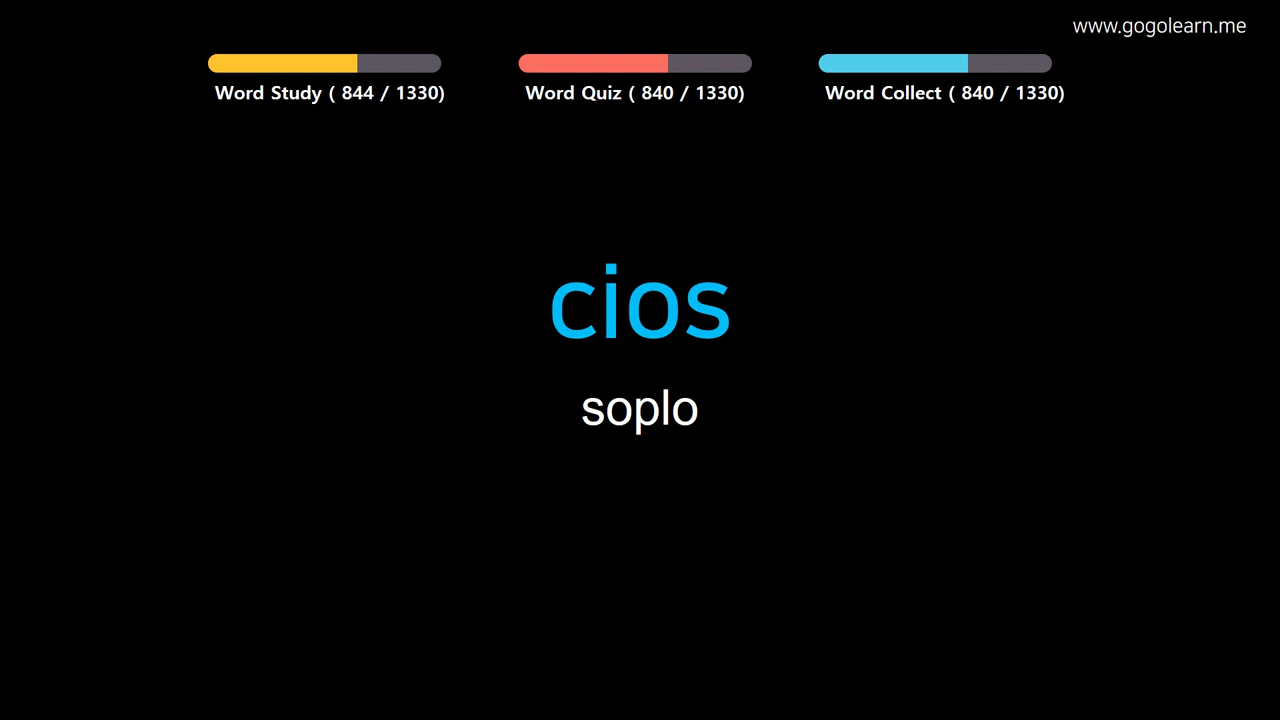 www.gogolearn.me
Word Study ( 844 / 1330)
Word Quiz ( 840 / 1330)
Word Collect ( 840 / 1330)
cios
soplo